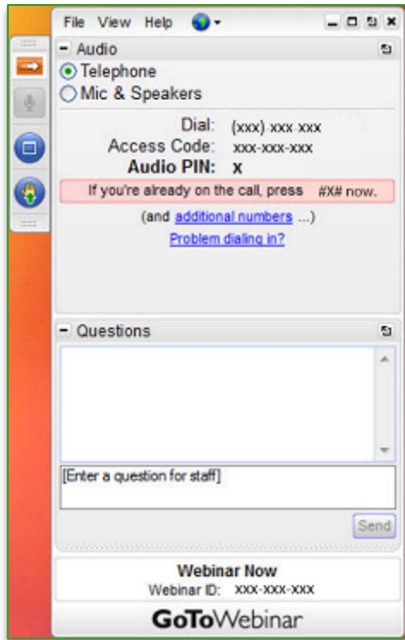 File View Help
Audio
Telephone
Mic & Speakers
Dial: (xxx) xxx-xxx
Access Code: xxx-xxx-xxx
Audio PIN: x
If you're already on the call, press #X# now.
(and additional numbers ...)
Problem dialing in?
Questions
[Enter a question for staff]
Send
Webinar Now
Webinar ID: xxx-xxx-xxx
GoToWebinar